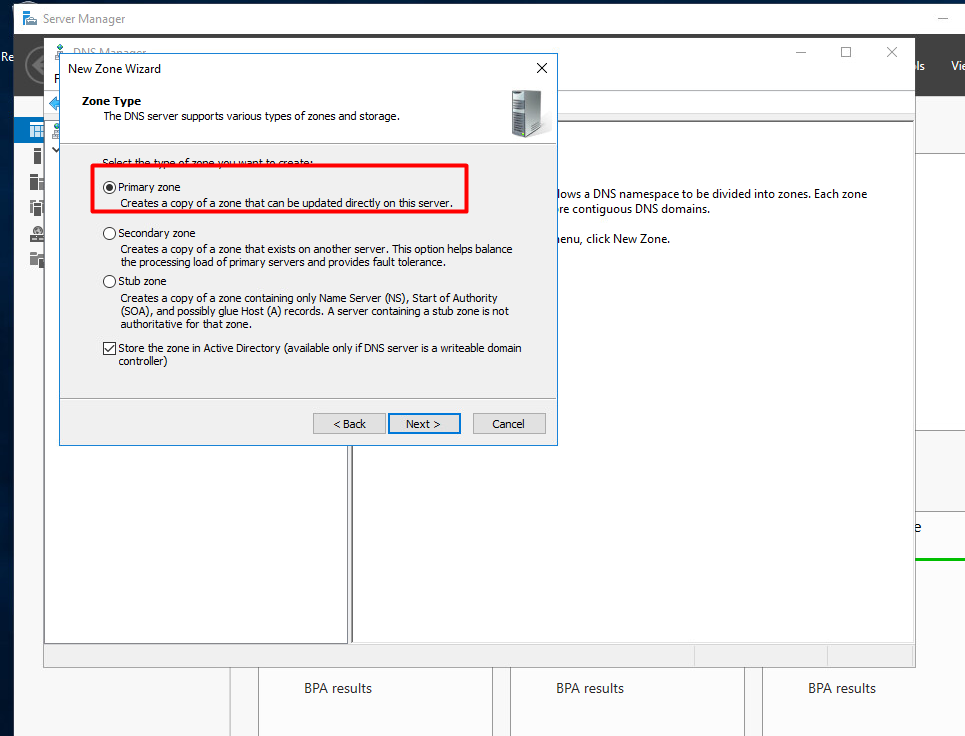 Server Manager
Re
DNS Manager
ls
Vie
F
New Zone Wizard
Zone Type
The DNS server supports various types of zones and storage.
Select the type of zone you want to create:
Primary zone
Creates a copy of a zone that can be updated directly on this server.
Secondary zone
Creates a copy of a zone that exists on another server. This option helps balance
the processing load of primary servers and provides fault tolerance.
Stub zone
Creates a copy of a zone containing only Name Server (NS), Start of Authority
(SOA), and possibly glue Host (A) records. A server containing a stub zone is not
authoritative for that zone.
Store the zone in Active Directory (available only if DNS server is a writeable domain
controller)
< Back
Next >
Cancel
lows a DNS namespace to be divided into zones. Each zone
re contiguous DNS domains.
enu, click New Zone.
e
BPA results
BPA results
BPA results